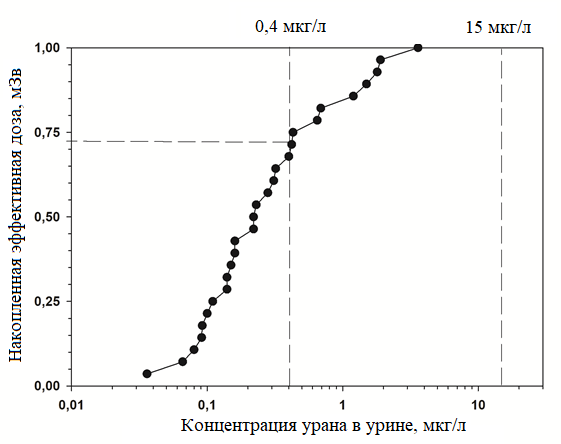 0,4 мкг/л
15 мкг/л
Накопленная эффективная доза, мЗв
1,00
0,75
0,50
0,25
0,00
0,01
0,1
1
10
Концентрация урана в урине, мкг/л